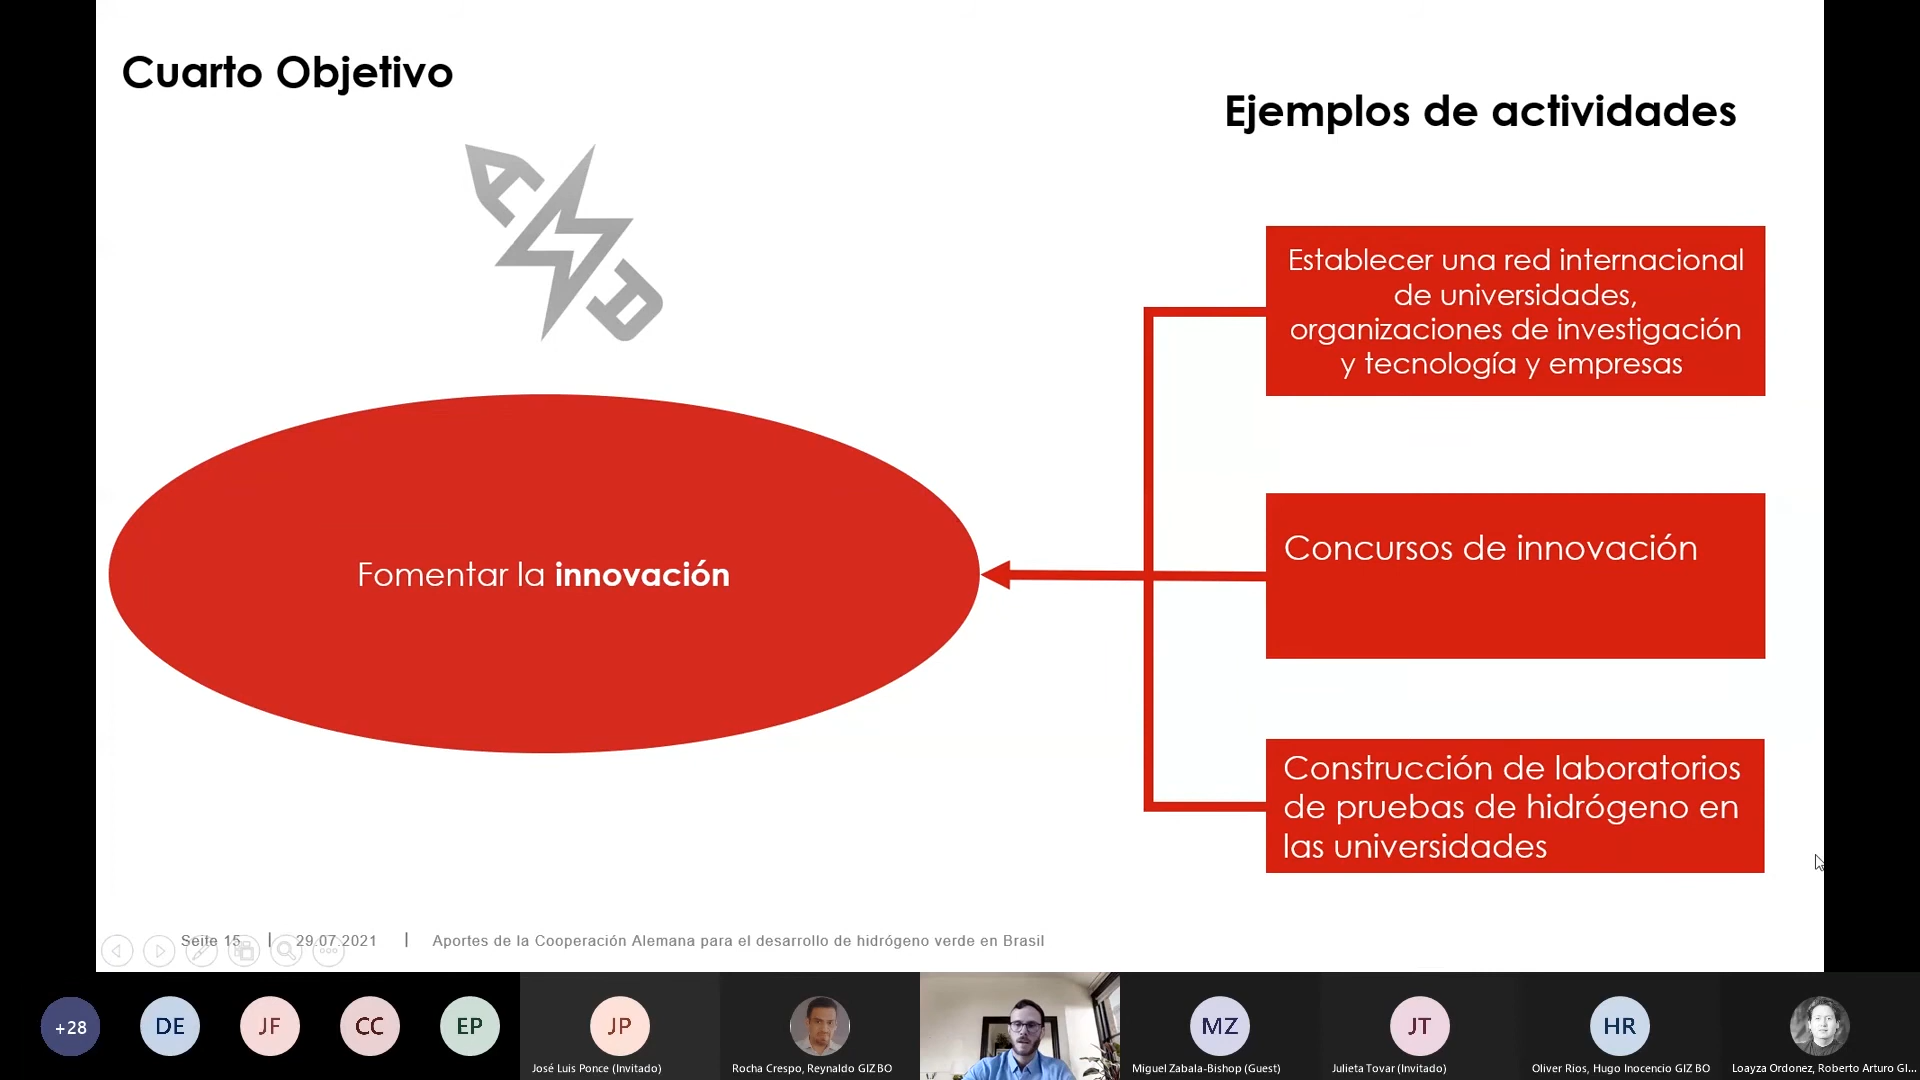 Cuarto Objetivo
Ejemplos de actividades
Establecer una red internacional
de universidades,
organizaciones de investigación
y tecnología y empresas
Fomentar la innovación
Concursos de innovación
Construcción de laboratorios
de pruebas de hidrógeno en
las universidades
Seite 15 | 29.07.2021 | Aportes de la Cooperación Alemana para el desarrollo de hidrógeno verde en Brasil
+28
DE
JF
CC
EP
JP
MZ
JT
HR
José Luis Ponce (Invitado)
Rocha Crespo, Reynaldo GIZ BO
Miguel Zabala-Bishop (Guest)
Julieta Tovar (Invitado)
Oliver Rios, Hugo Inocencio GIZ BO
Loayza Ordonez, Roberto Arturo GI...